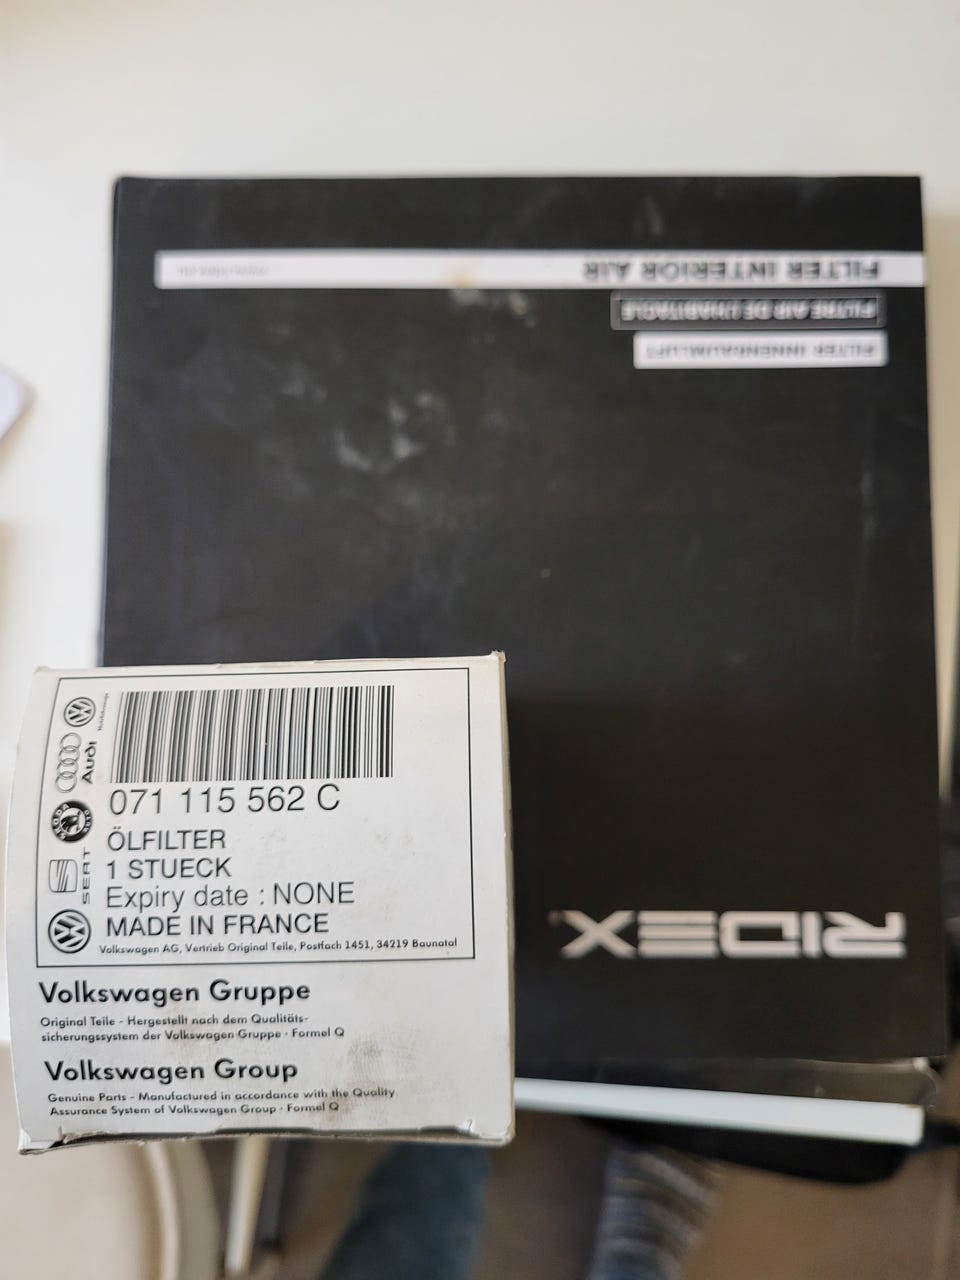 FILTER INTERIOR AIR
FILTRE AIR DE L'HABITACLE
FILTER INNENRAUMLUFT
RIDEX
Audi
SEAT
071 115 562 C
ÖLFILTER
1 STUECK
Expiry date : NONE
MADE IN FRANCE
Volkswagen AG, Vertrieb Original Teile, Postfach 1451, 34219 Baunatal
Volkswagen Gruppe
Original Teile - Hergestellt nach dem Qualitäts-
sicherungssystem der Volkswagen Gruppe · Formel Q
Volkswagen Group
Genuine Parts - Manufactured in accordance with the Quality
Assurance System of Volkswagen Group · Formel Q